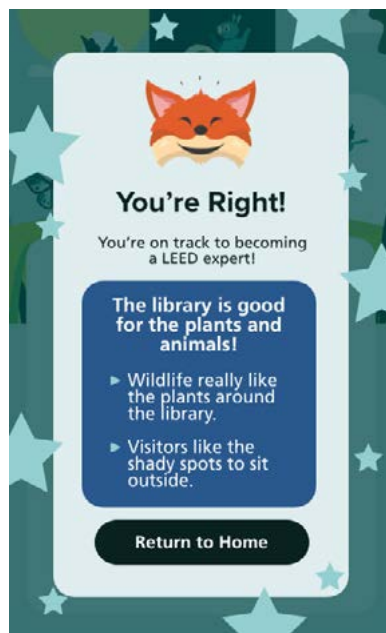 You're Right!
You're on track to becoming
a LEED expert!
The library is good
for the plants and
animals!
Wildlife really like
the plants around
the library.
Visitors like the
shady spots to sit
outside.
Return to Home